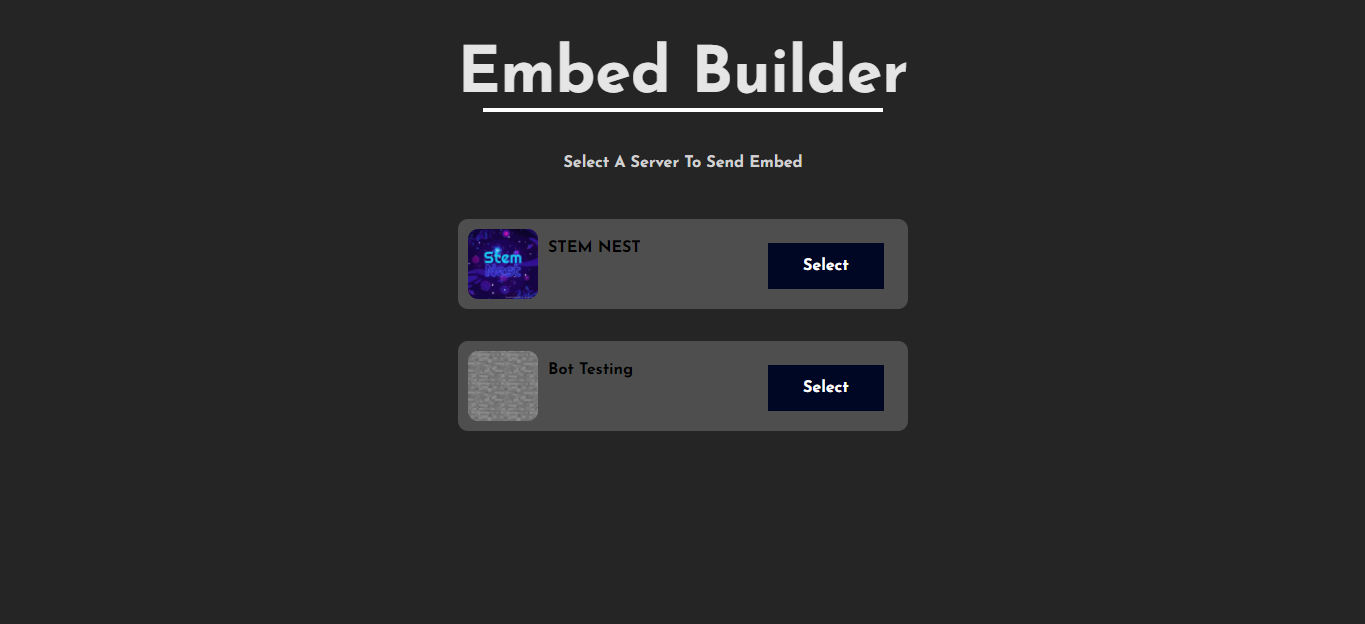 Embed Builder
Select A Server To Send Embed
Stem
Nest
STEM NEST
Select
Bot Testing
Select